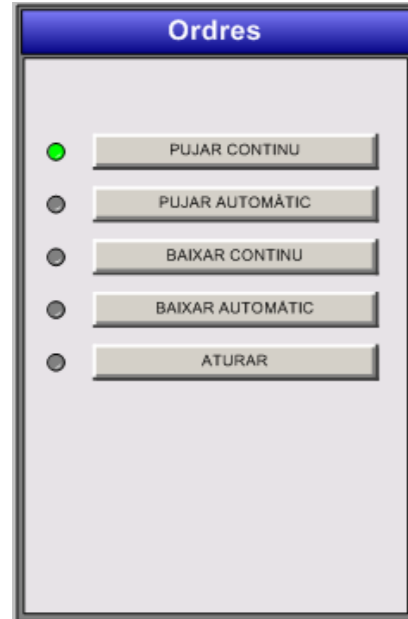 Ordres
PUJAR CONTINU
PUJAR AUTOMÀTIC
BAIXAR CONTINU
BAIXAR AUTOMÀTIC
ATURAR